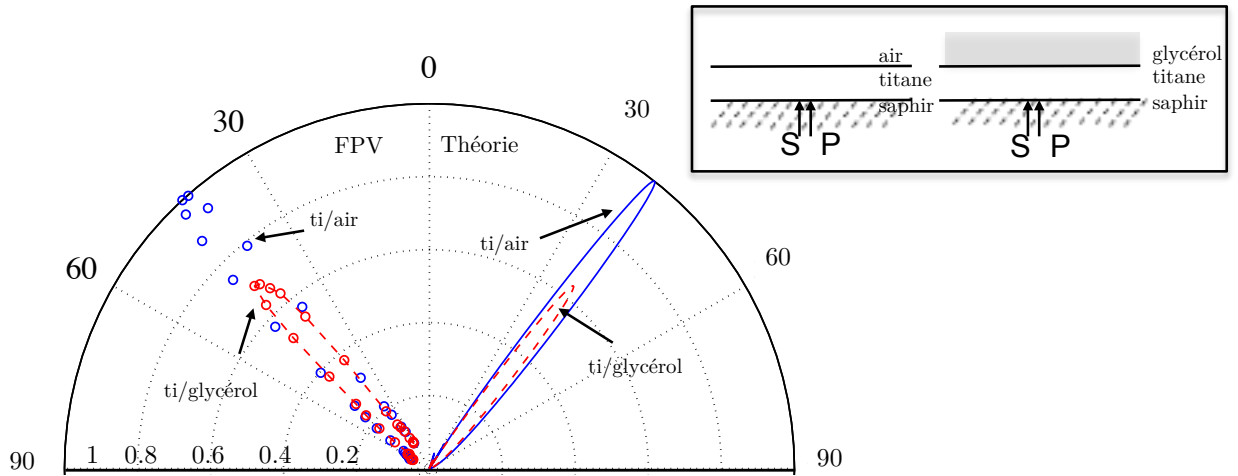 air
titane
saphir
S P
glycérol
titane
saphir
S P
0
30
30
FPV
Théorie
ti/air
ti/air
60
60
ti/glycérol
ti/glycérol
90
1
0.8
0.6
0.4
0.2
90